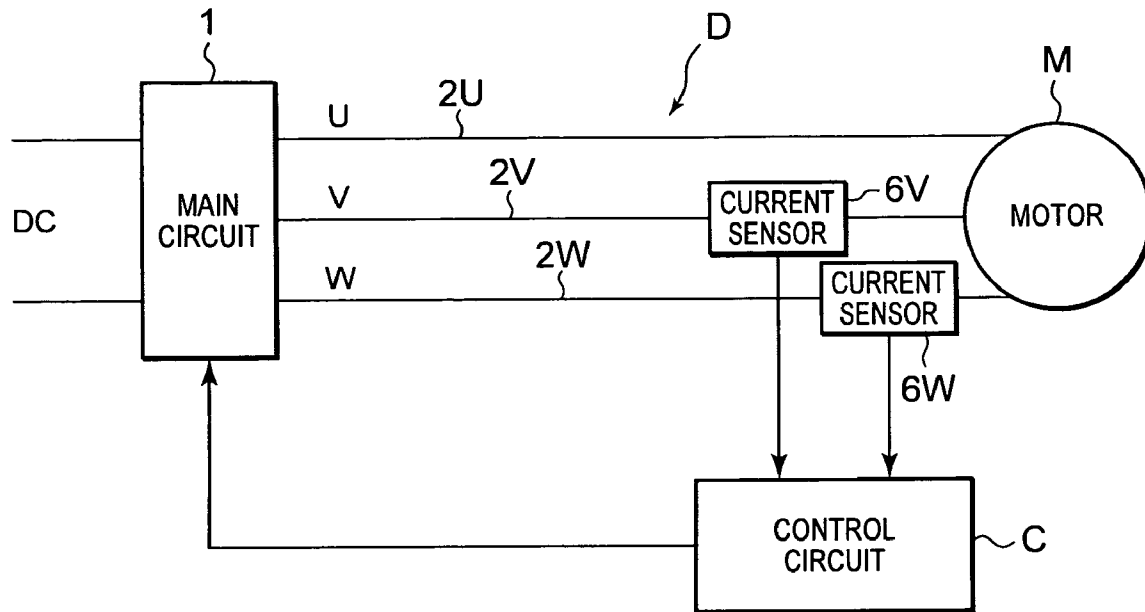 1
D
M
U
2U
V
2V
CURRENT
SENSOR
6V
DC
MAIN
CIRCUIT
MOTOR
W
2W
CURRENT
SENSOR
6W
CONTROL
CIRCUIT
C